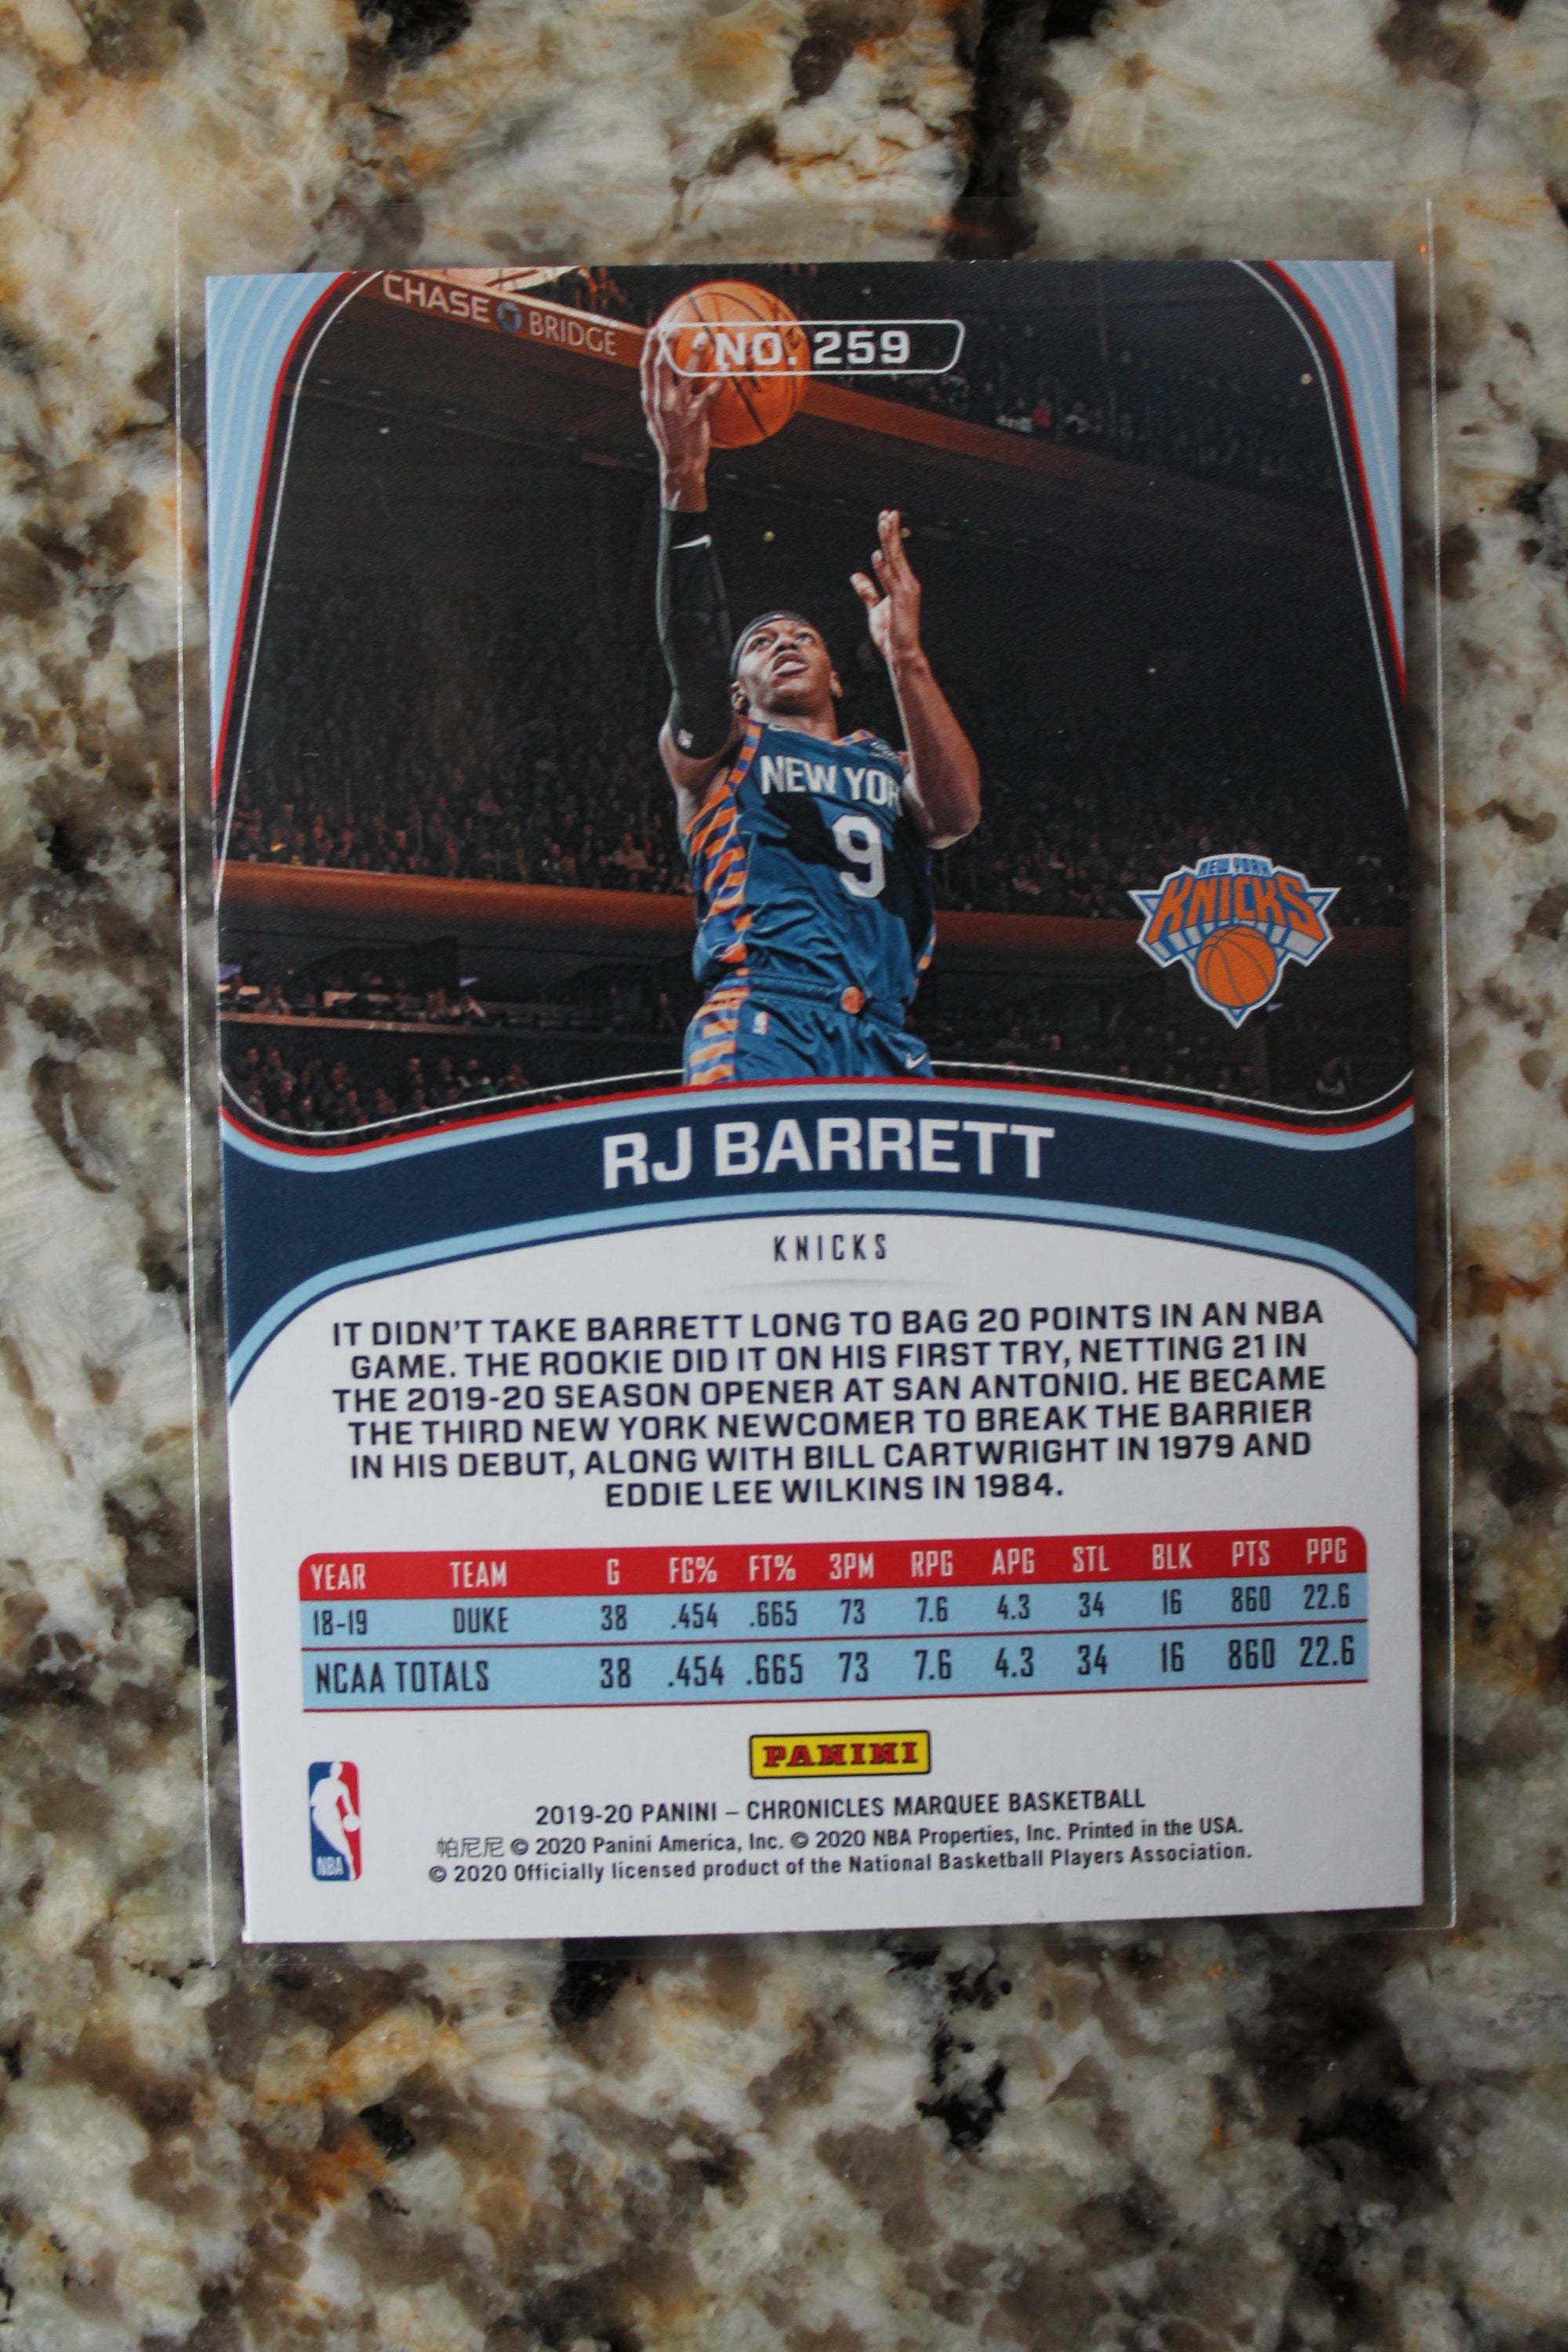 CHASE BRIDGE
NO. 259
NEW YOR
9
NEW YORK
KNICKS
RJ BARRETT
KNICKS
IT DIDN'T TAKE BARRETT LONG TO BAG 20 POINTS IN AN NBA
GAME. THE ROOKIE DID IT ON HIS FIRST TRY, NETTING 21 IN
THE 2019-20 SEASON OPENER AT SAN ANTONIO. HE BECAME
THE THIRD NEW YORK NEWCOMER TO BREAK THE BARRIER
IN HIS DEBUT, ALONG WITH BILL CARTWRIGHT IN 1979 AND
EDDIE LEE WILKINS IN 1984.
YEAR TEAM G FG% FT% 3PM RPG APG STL BLK PTS PPG
18-19 DUKE 38 .454 .665 73 7.6 4.3 34 16 860 22.6
NCAA TOTALS 38 .454 .665 73 7.6 4.3 34 16 860 22.6
PANINI
NBA
2019-20 PANINI – CHRONICLES MARQUEE BASKETBALL
帕尼尼 © 2020 Panini America, Inc. © 2020 NBA Properties, Inc. Printed in the USA.
© 2020 Officially licensed product of the National Basketball Players Association.